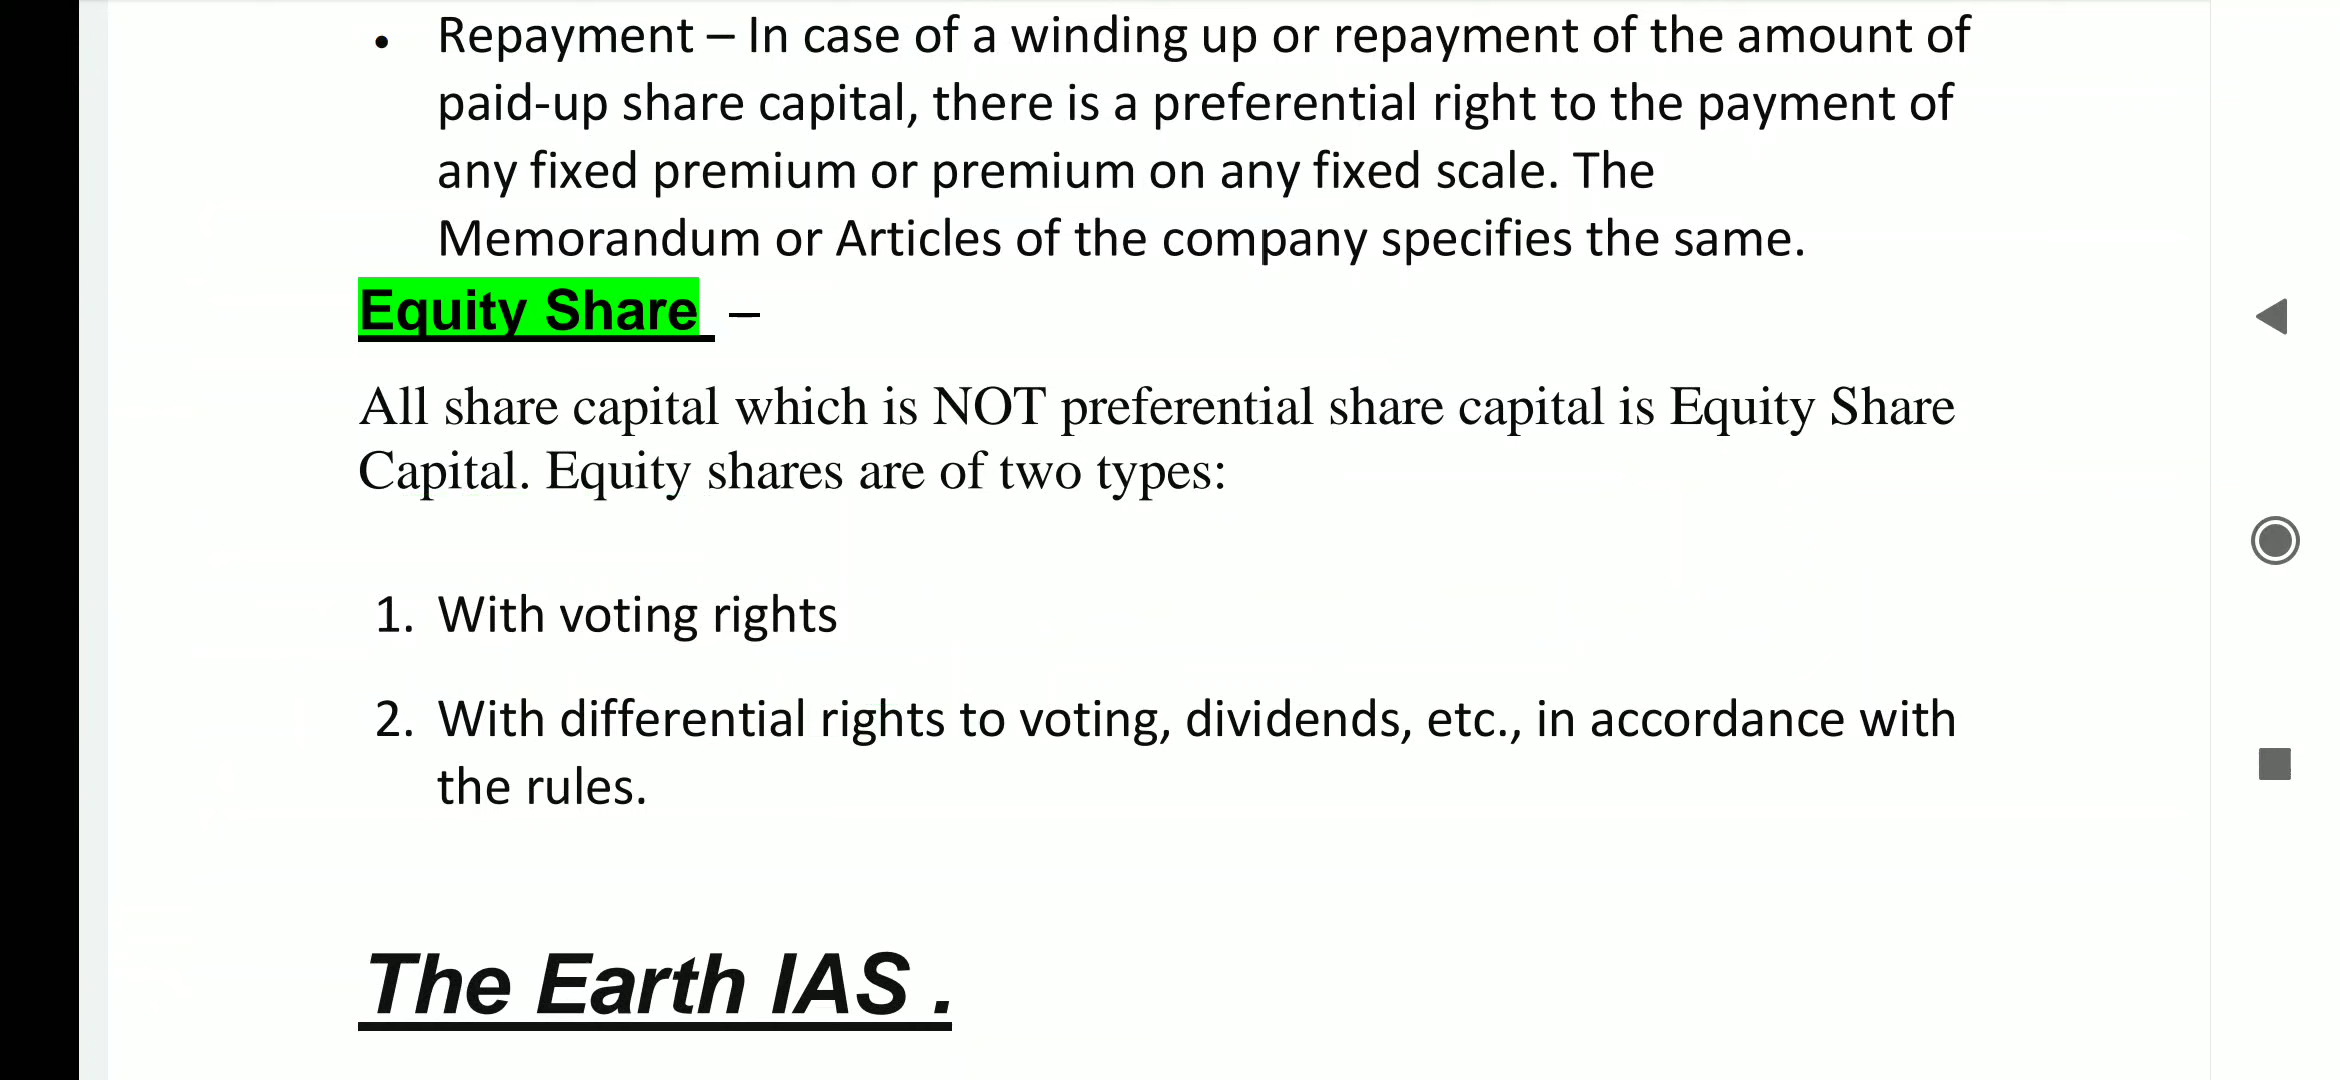 • Repayment – In case of a winding up or repayment of the amount of
paid-up share capital, there is a preferential right to the payment of
any fixed premium or premium on any fixed scale. The
Memorandum or Articles of the company specifies the same.
Equity Share –
All share capital which is NOT preferential share capital is Equity Share
Capital. Equity shares are of two types:
1. With voting rights
2. With differential rights to voting, dividends, etc., in accordance with
the rules.
The Earth IAS .